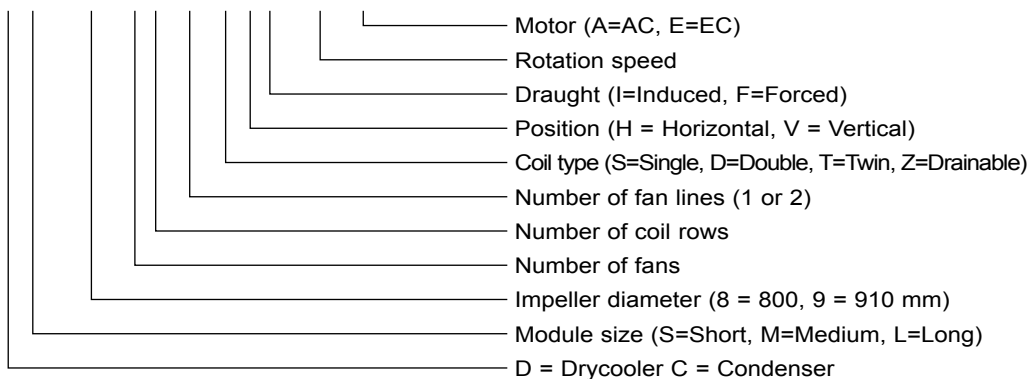 Motor (A=AC, E=EC)
Rotation speed
Draught (I=Induced, F=Forced)
Position (H = Horizontal, V = Vertical)
Coil type (S=Single, D=Double, T=Twin, Z=Drainable)
Number of fan lines (1 or 2)
Number of coil rows
Number of fans
Impeller diameter (8 = 800, 9 = 910 mm)
Module size (S=Short, M=Medium, L=Long)
D = Drycooler C = Condenser